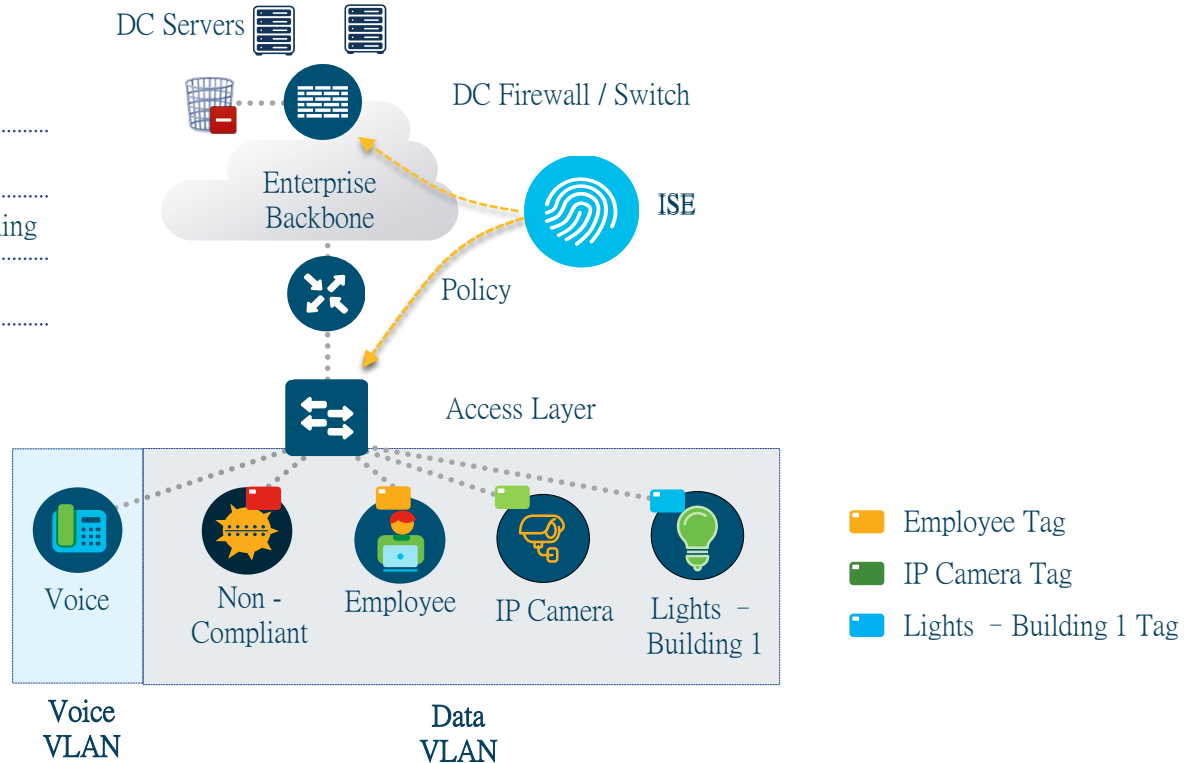 DC Servers
DC Firewall / Switch
Enterprise
Backbone
ISE
Policy
Access Layer
Voice
Non -
Compliant
Employee
IP Camera
Lights - 
Building 1
Voice
VLAN
Data
VLAN
Employee Tag
IP Camera Tag
Lights - Building 1 Tag